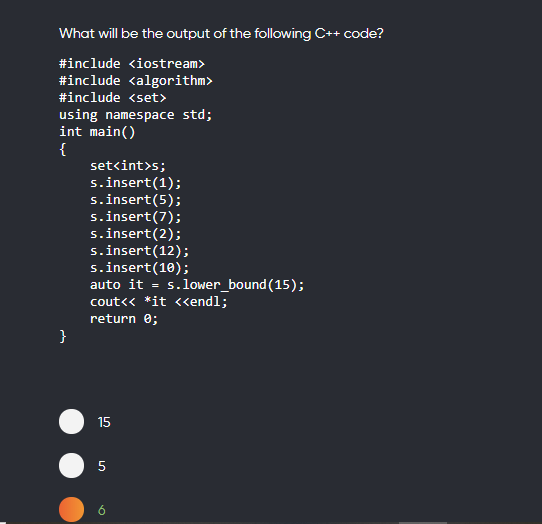 What will be the output of the following C++ code?
#include <iostream>
#include <algorithm>
#include <set>
using namespace std;
int main()
{
    set<int>s;
    s.insert(1);
    s.insert(5);
    s.insert(7);
    s.insert(2);
    s.insert(12);
    s.insert(10);
    auto it = s.lower_bound(15);
    cout<< *it <<endl;
    return 0;
}
15
5
6